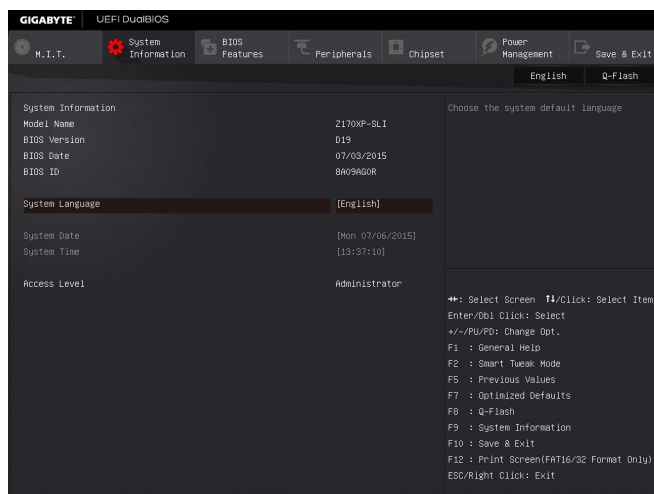 GIGABYTE™ UEFI DualBIOS
M.I.T. System Information BIOS Features Peripherals Chipset Power Management Save & Exit
English Q-Flash
System Information
Choose the system default language
Model Name Z170XP-SLI
BIOS Version D19
BIOS Date 07/03/2015
BIOS ID 8A09AG0R
System Language [English]
System Date [Mon 07/06/2015]
System Time [13:37:10]
Access Level Administrator
→←: Select Screen ↑↓/Click: Select Item
Enter/Dbl Click: Select
+/-/PU/PD: Change Opt.
F1 : General Help
F2 : Smart Tweak Mode
F5 : Previous Values
F7 : Optimized Defaults
F8 : Q-Flash
F9 : System Information
F10 : Save & Exit
F12 : Print Screen(FAT16/32 Format Only)
ESC/Right Click: Exit